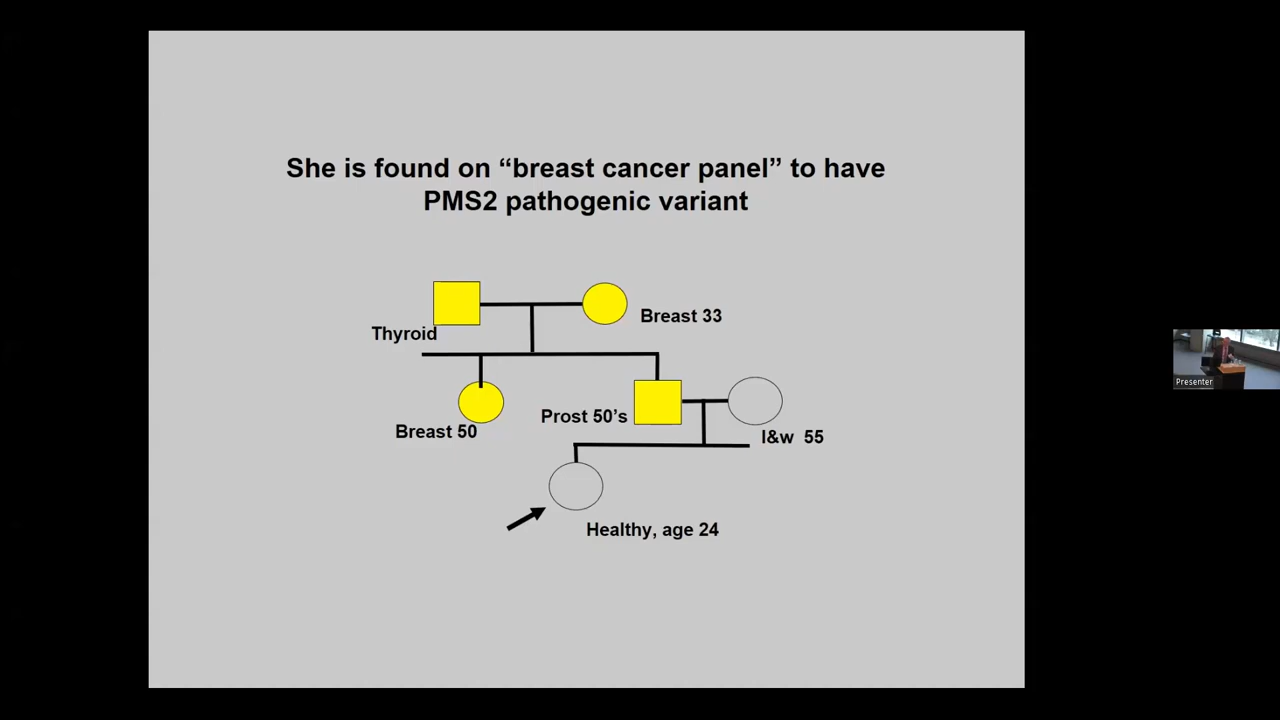 She is found on “breast cancer panel” to have
PMS2 pathogenic variant
Thyroid
Breast 33
Breast 50
Prost 50’s
I&w 55
Healthy, age 24
Presenter